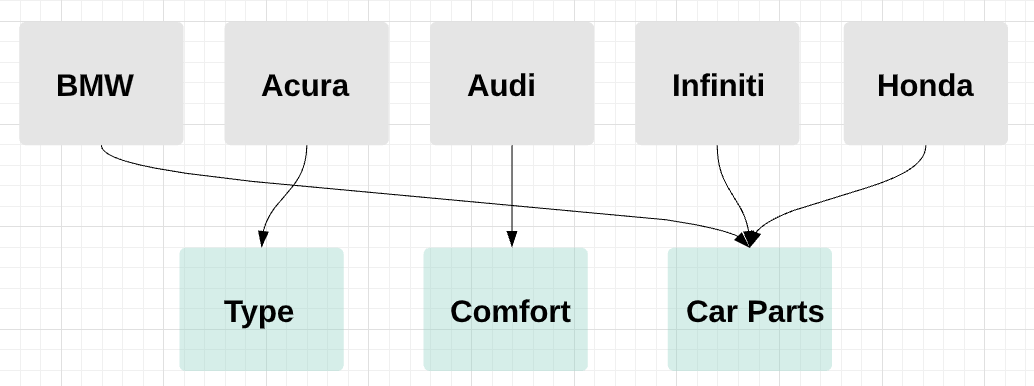 BMW
Acura
Audi
Infiniti
Honda
Type
Comfort
Car Parts